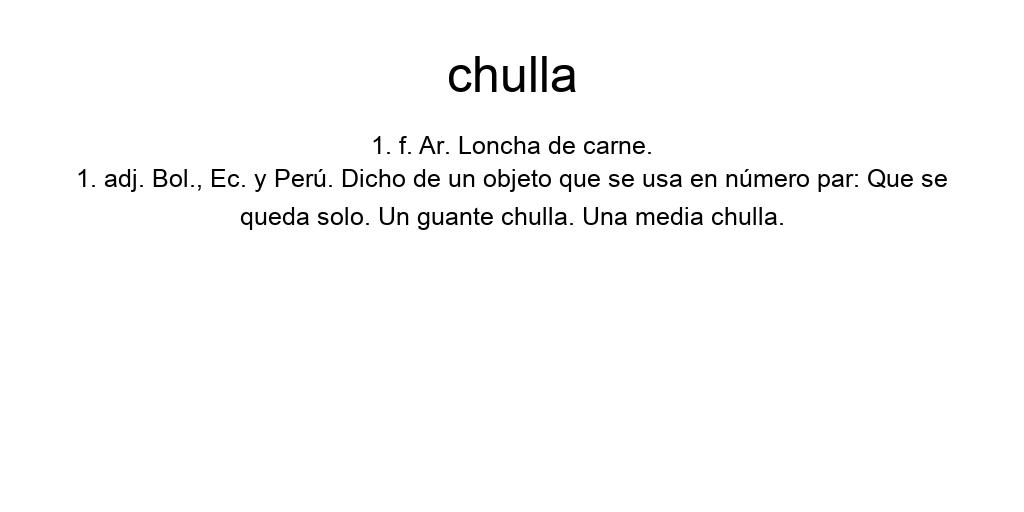 chulla
1. f. Ar. Loncha de carne.
1. adj. Bol., Ec. y Perú. Dicho de un objeto que se usa en número par: Que se
queda solo. Un guante chulla. Una media chulla.